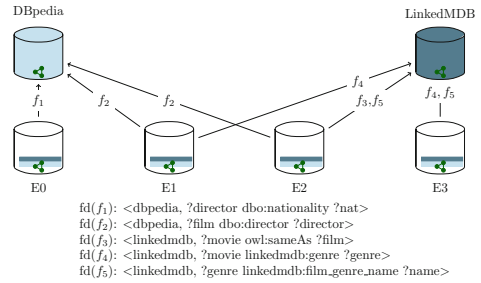 DBpedia
LinkedMDB
f1
f2
f2
f4
f3,f5
f4, f5
E0
E1
E2
E3
fd(f1): <dbpedia, ?director dbo:nationality ?nat>
fd(f2): <dbpedia, ?film dbo:director ?director>
fd(f3): <linkedmdb, ?movie owl:sameAs ?film>
fd(f4): <linkedmdb, ?movie linkedmdb:genre ?genre>
fd(f5): <linkedmdb, ?genre linkedmdb:film_genre_name ?name>